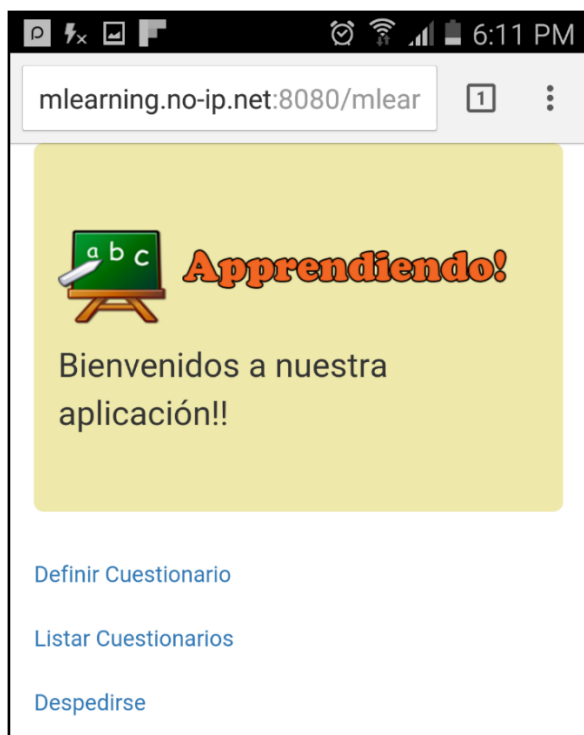 6:11 PM
mlearning.no-ip.net:8080/mlear
1
a b c
Apprendiendo!
Bienvenidos a nuestra
aplicación!!
Definir Cuestionario
Listar Cuestionarios
Despedirse